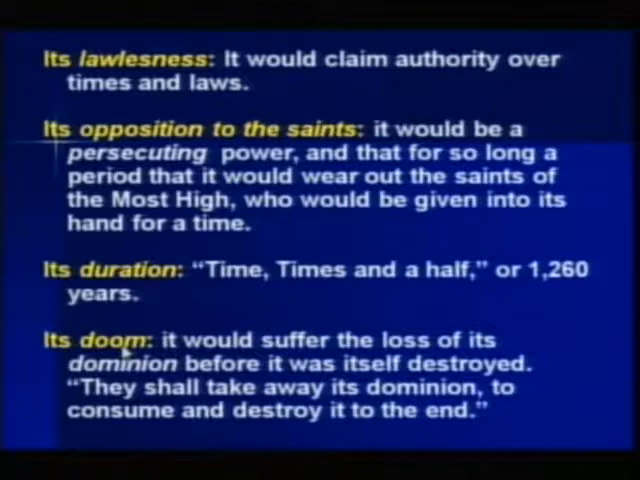 Its lawlesness: It would claim authority over
times and laws.
Its opposition to the saints: it would be a
persecuting power, and that for so long a
period that it would wear out the saints of
the Most High, who would be given into its
hand for a time.
Its duration: “Time, Times and a half,” or 1,260
years.
Its doom: it would suffer the loss of its
dominion before it was itself destroyed.
“They shall take away its dominion, to
consume and destroy it to the end.”